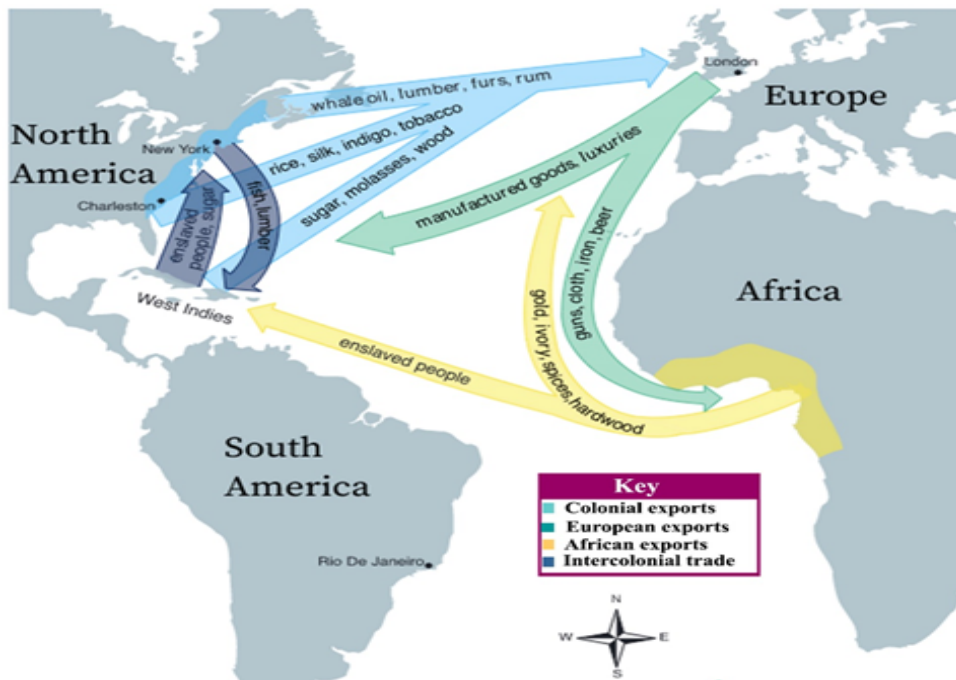 London
whale oil, lumber, furs, rum
Europe
North
America
New York
rice, silk, indigo, tobacco
Charleston
fish, lumber
sugar, molasses, wood
manufactured goods, luxuries
enslaved
people, sugar
guns, cloth, iron, beer
Africa
West Indies
gold, ivory, spices, hardwood
enslaved people
South
America
Rio De Janeiro
Key
Colonial exports
European exports
African exports
Intercolonial trade
N
W
E
S